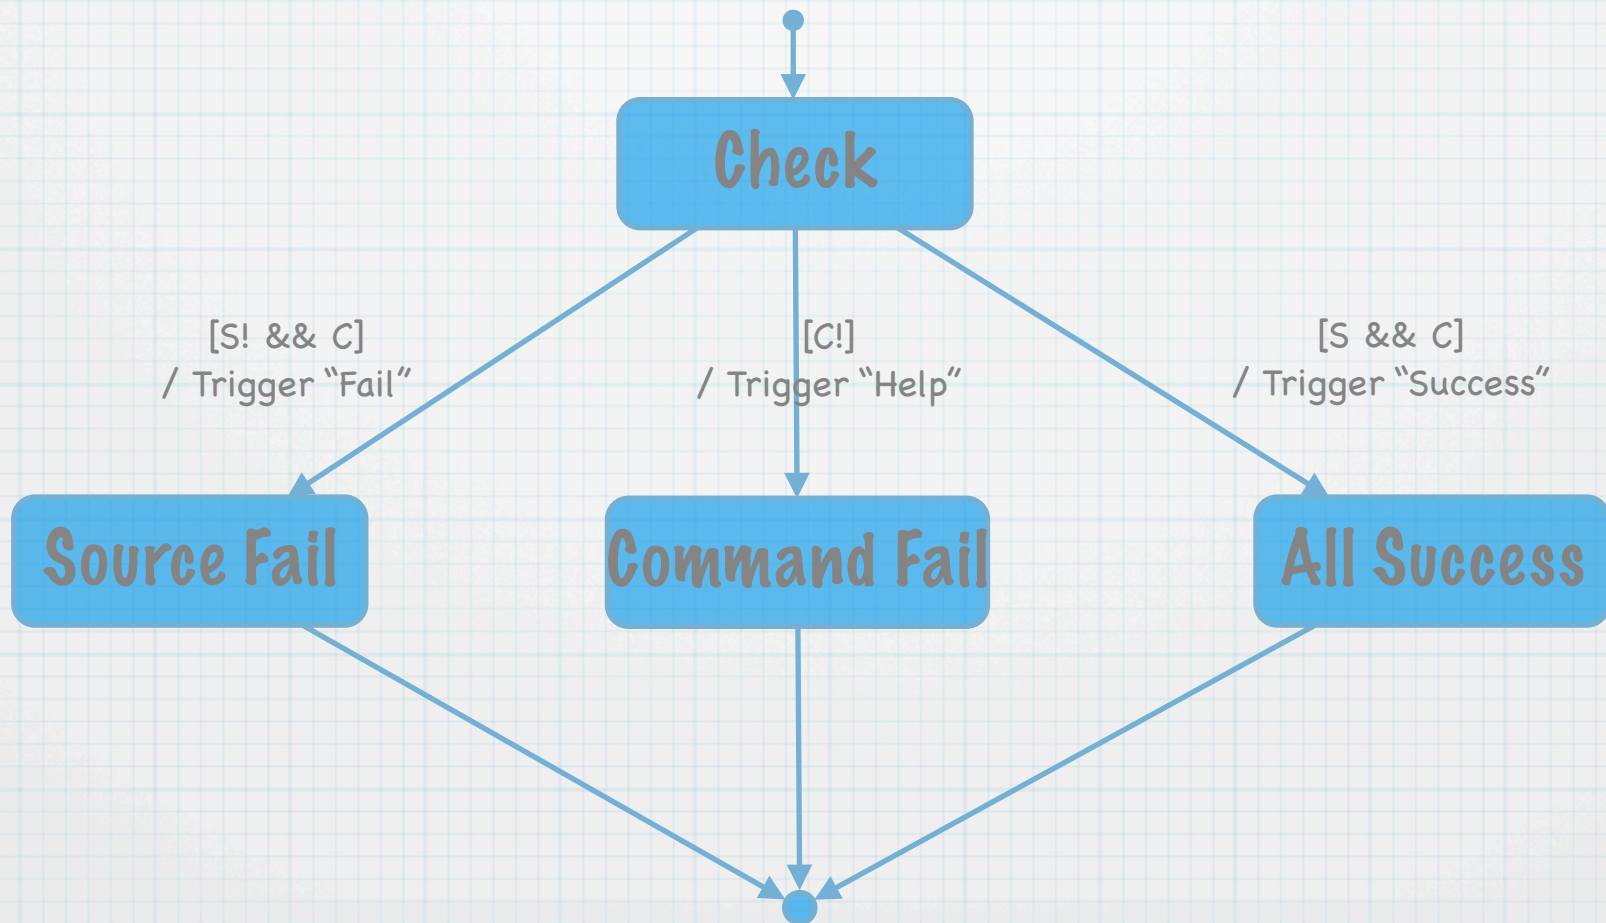 Check
[S! && C]
/ Trigger “Fail”
[C!]
/ Trigger “Help”
[S && C]
/ Trigger “Success”
Source Fail
Command Fail
All Success